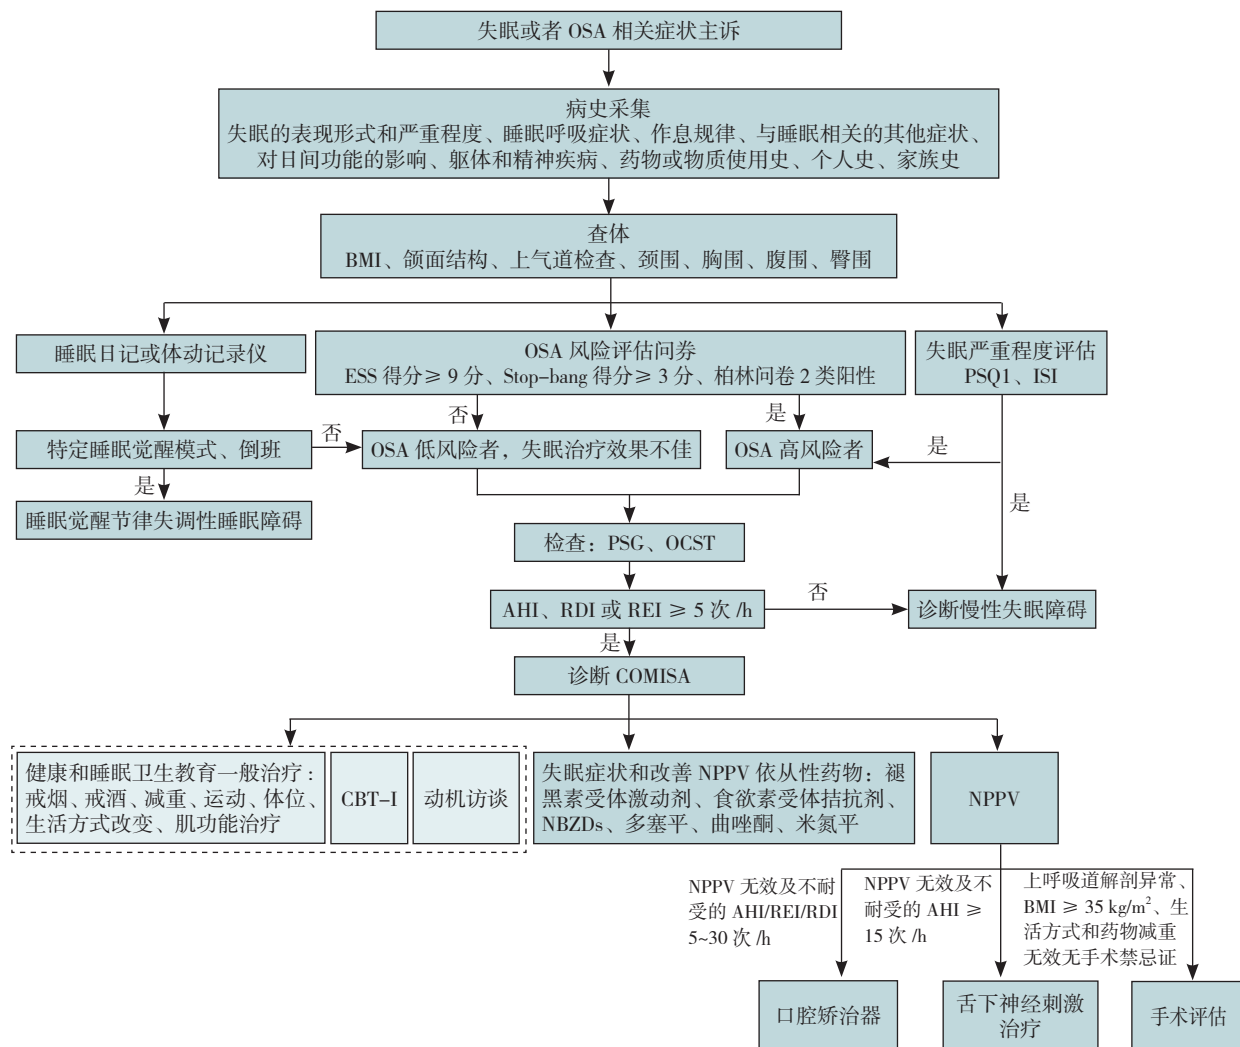 失眠或者 OSA 相关症状主诉
病史采集
失眠的表现形式和严重程度、睡眠呼吸症状、作息规律、与睡眠相关的其他症状、
对日间功能的影响、躯体和精神疾病、药物或物质使用史、个人史、家族史
查体
BMI、颌面结构、上气道检查、颈围、胸围、腹围、臀围
睡眠日记或体动记录仪
OSA 风险评估问券
ESS 得分≥ 9 分、Stop-bang 得分≥ 3 分、柏林问卷 2 类阳性
失眠严重程度评估
PSQ1、ISI
否
是
特定睡眠觉醒模式、倒班
否
OSA 低风险者，失眠治疗效果不佳
OSA 高风险者
是
是
是
睡眠觉醒节律失调性睡眠障碍
检查：PSG、OCST
AHI、RDI 或 REI ≥ 5 次 /h
否
诊断慢性失眠障碍
是
诊断 COMISA
健康和睡眠卫生教育一般治疗：
戒烟、戒酒、减重、运动、体位、
生活方式改变、肌功能治疗
CBT-I
动机访谈
失眠症状和改善 NPPV 依从性药物：褪
黑素受体激动剂、食欲素受体拮抗剂、
NBZDs、多塞平、曲唑酮、米氮平
NPPV
NPPV 无效及不耐
受的 AHI/REI/RDI
5~30 次 /h
NPPV 无效及不
耐受的 AHI ≥
15 次 /h
上呼吸道解剖异常、
BMI ≥ 35 kg/m²、生
活方式和药物减重
无效无手术禁忌证
口腔矫治器
舌下神经刺激
治疗
手术评估